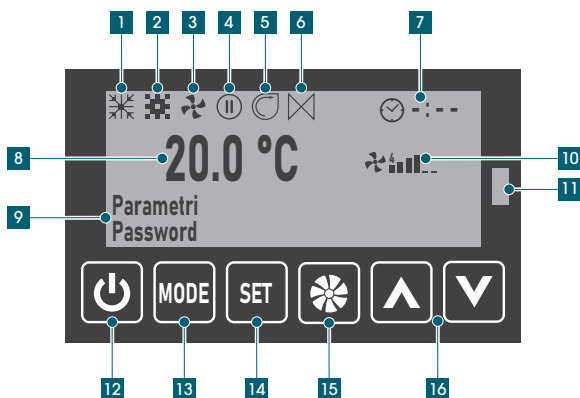 1 2 3 4 5 6 7
-:--
8 20.0 °C 4 10
11
9 Parametri
Password
MODE SET
12 13 14 15 16